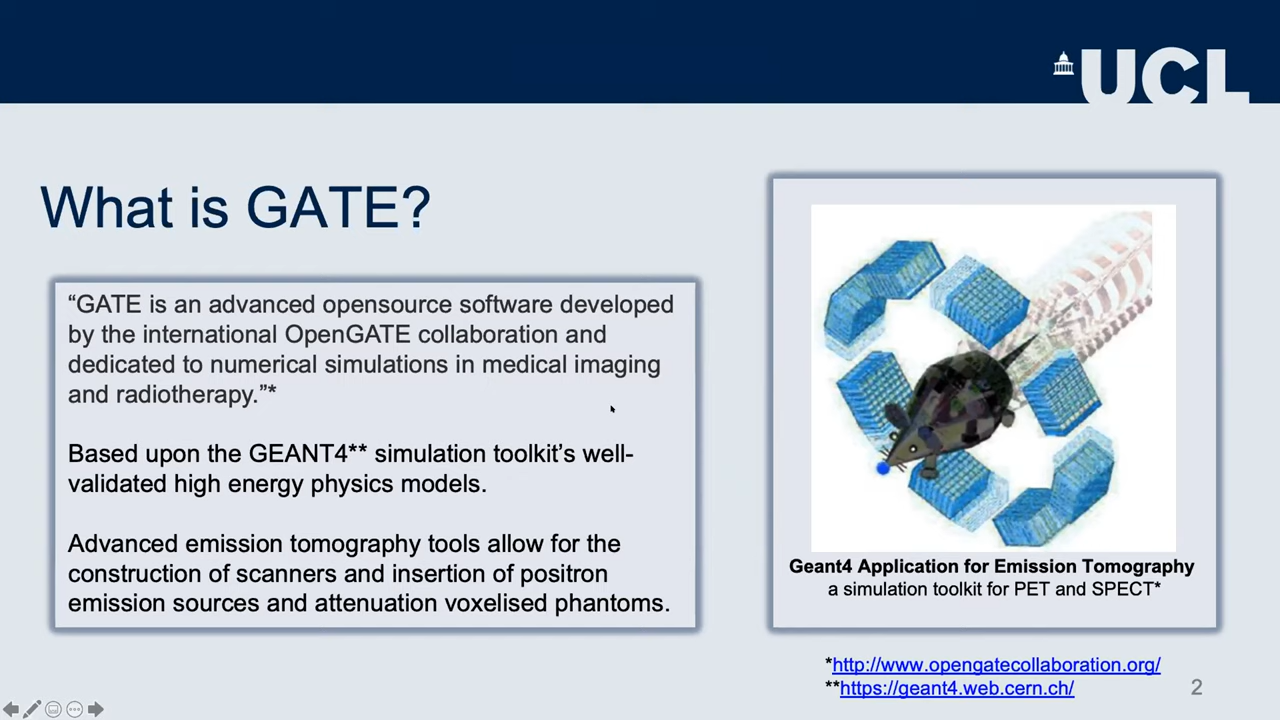 UCL
What is GATE?
“GATE is an advanced opensource software developed
by the international OpenGATE collaboration and
dedicated to numerical simulations in medical imaging
and radiotherapy.”*
Based upon the GEANT4** simulation toolkit’s well-
validated high energy physics models.
Advanced emission tomography tools allow for the
construction of scanners and insertion of positron
emission sources and attenuation voxelised phantoms.
Geant4 Application for Emission Tomography
a simulation toolkit for PET and SPECT*
*http://www.opengatecollaboration.org/
**https://geant4.web.cern.ch/
2